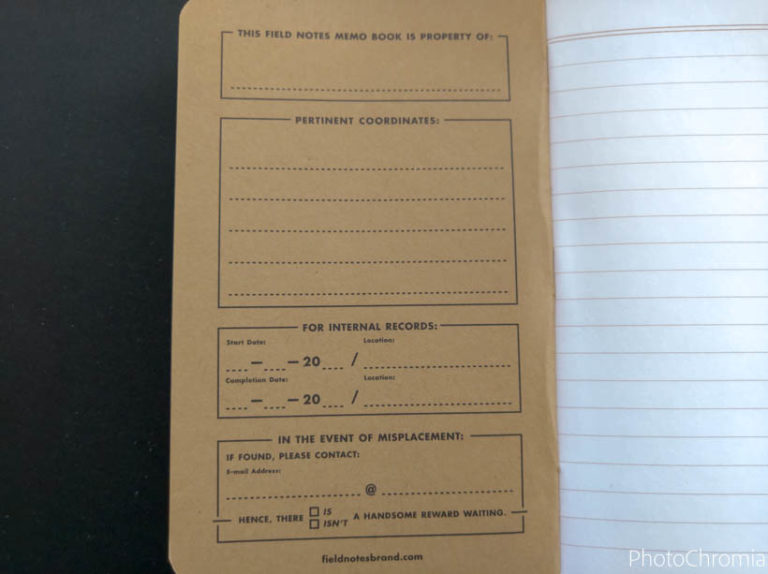 THIS FIELD NOTES MEMO BOOK IS PROPERTY OF:
PERTINENT COORDINATES:
FOR INTERNAL RECORDS:
Start Date: Location:
— —20 /
Completion Date: Location:
— —20 /
IN THE EVENT OF MISPLACEMENT:
IF FOUND, PLEASE CONTACT:
E-mail Address:
@
HENCE, THERE ☐ IS ☐ ISN'T A HANDSOME REWARD WAITING.
fieldnotesbrand.com
PhotoChromia